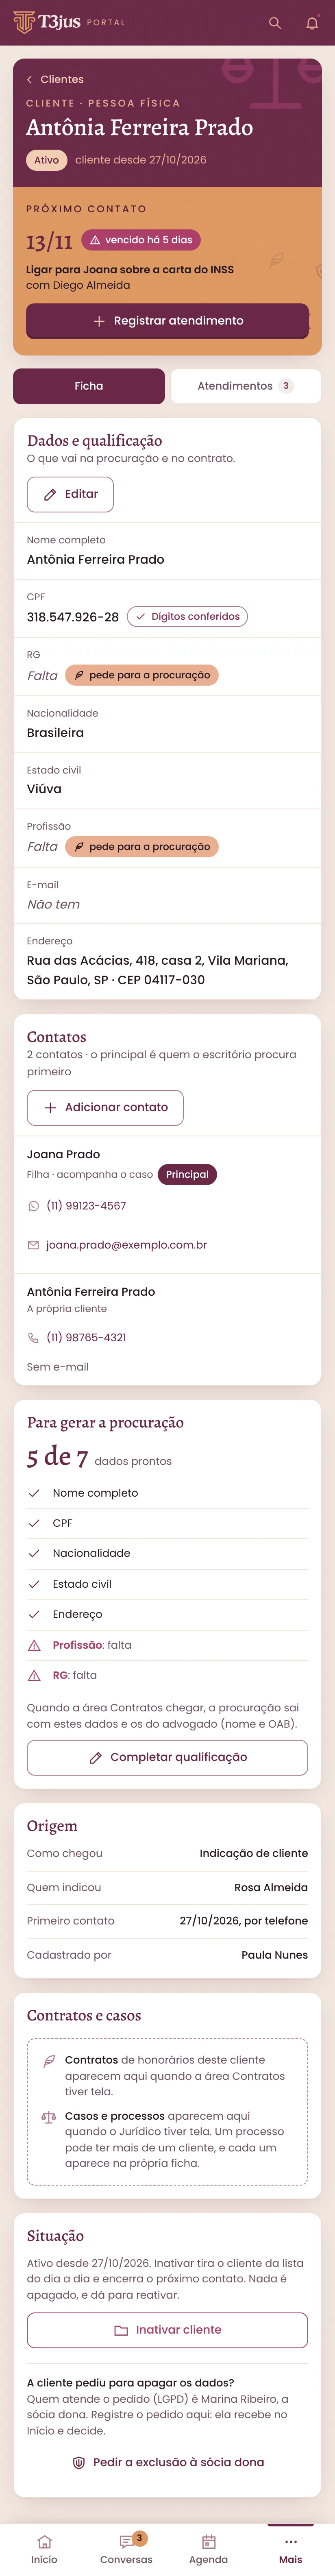 T3jus PORTAL
Clientes
CLIENTE · PESSOA FÍSICA
Antônia Ferreira Prado
Ativo cliente desde 27/10/2026
PRÓXIMO CONTATO
13/11 vencido há 5 dias
Ligar para Joana sobre a carta do INSS
com Diego Almeida
Registrar atendimento
Ficha Atendimentos 3
Dados e qualificação
O que vai na procuração e no contrato.
Editar
Nome completo
Antônia Ferreira Prado
CPF
318.547.926-28 Dígitos conferidos
RG
Falta pede para a procuração
Nacionalidade
Brasileira
Estado civil
Viúva
Profissão
Falta pede para a procuração
E-mail
Não tem
Endereço
Rua das Acácias, 418, casa 2, Vila Mariana,
São Paulo, SP · CEP 04117-030
Contatos
2 contatos · o principal é quem o escritório procura
primeiro
Adicionar contato
Joana Prado
Filha · acompanha o caso Principal
(11) 99123-4567
joana.prado@exemplo.com.br
Antônia Ferreira Prado
A própria cliente
(11) 98765-4321
Sem e-mail
Para gerar a procuração
5 de 7 dados prontos
Nome completo
CPF
Nacionalidade
Estado civil
Endereço
Profissão: falta
RG: falta
Quando a área Contratos chegar, a procuração sai
com estes dados e os do advogado (nome e OAB).
Completar qualificação
Origem
Como chegou Indicação de cliente
Quem indicou Rosa Almeida
Primeiro contato 27/10/2026, por telefone
Cadastrado por Paula Nunes
Contratos e casos
Contratos de honorários deste cliente
aparecem aqui quando a área Contratos
tiver tela.
Casos e processos aparecem aqui
quando o Jurídico tiver tela. Um processo
pode ter mais de um cliente, e cada um
aparece na própria ficha.
Situação
Ativo desde 27/10/2026. Inativar tira o cliente da lista
do dia a dia e encerra o próximo contato. Nada é
apagado, e dá para reativar.
Inativar cliente
A cliente pediu para apagar os dados?
Quem atende o pedido (LGPD) é Marina Ribeiro, a
sócia dona. Registre o pedido aqui: ela recebe no
Início e decide.
Pedir a exclusão à sócia dona
3
Início Conversas Agenda Mais